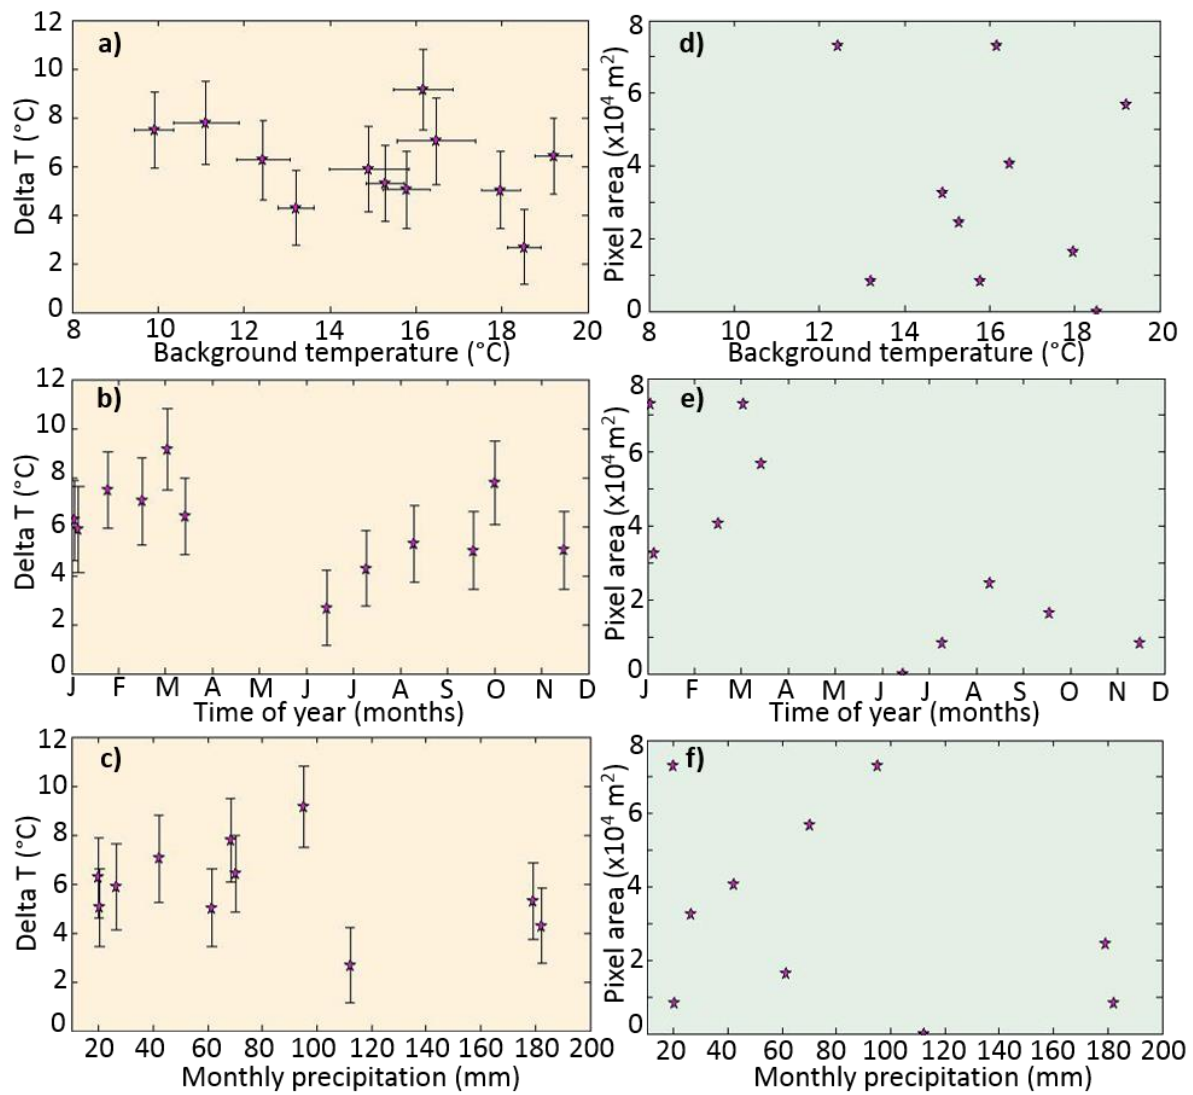 a)
12
10
8
6
4
2
0
Delta T (°C)
8 10 12 14 16 18 20
Background temperature (°C)
d)
8
6
4
2
0
Pixel area (x10⁴ m²)
8 10 12 14 16 18 20
Background temperature (°C)
b)
12
10
8
6
4
2
0
Delta T (°C)
J F M A M J J A S O N D
Time of year (months)
e)
8
6
4
2
0
Pixel area (x10⁴ m²)
J F M A M J J A S O N D
Time of year (months)
c)
12
10
8
6
4
2
0
Delta T (°C)
20 40 60 80 100 120 140 160 180 200
Monthly precipitation (mm)
f)
8
6
4
2
0
Pixel area (x10⁴ m²)
20 40 60 80 100 120 140 160 180 200
Monthly precipitation (mm)